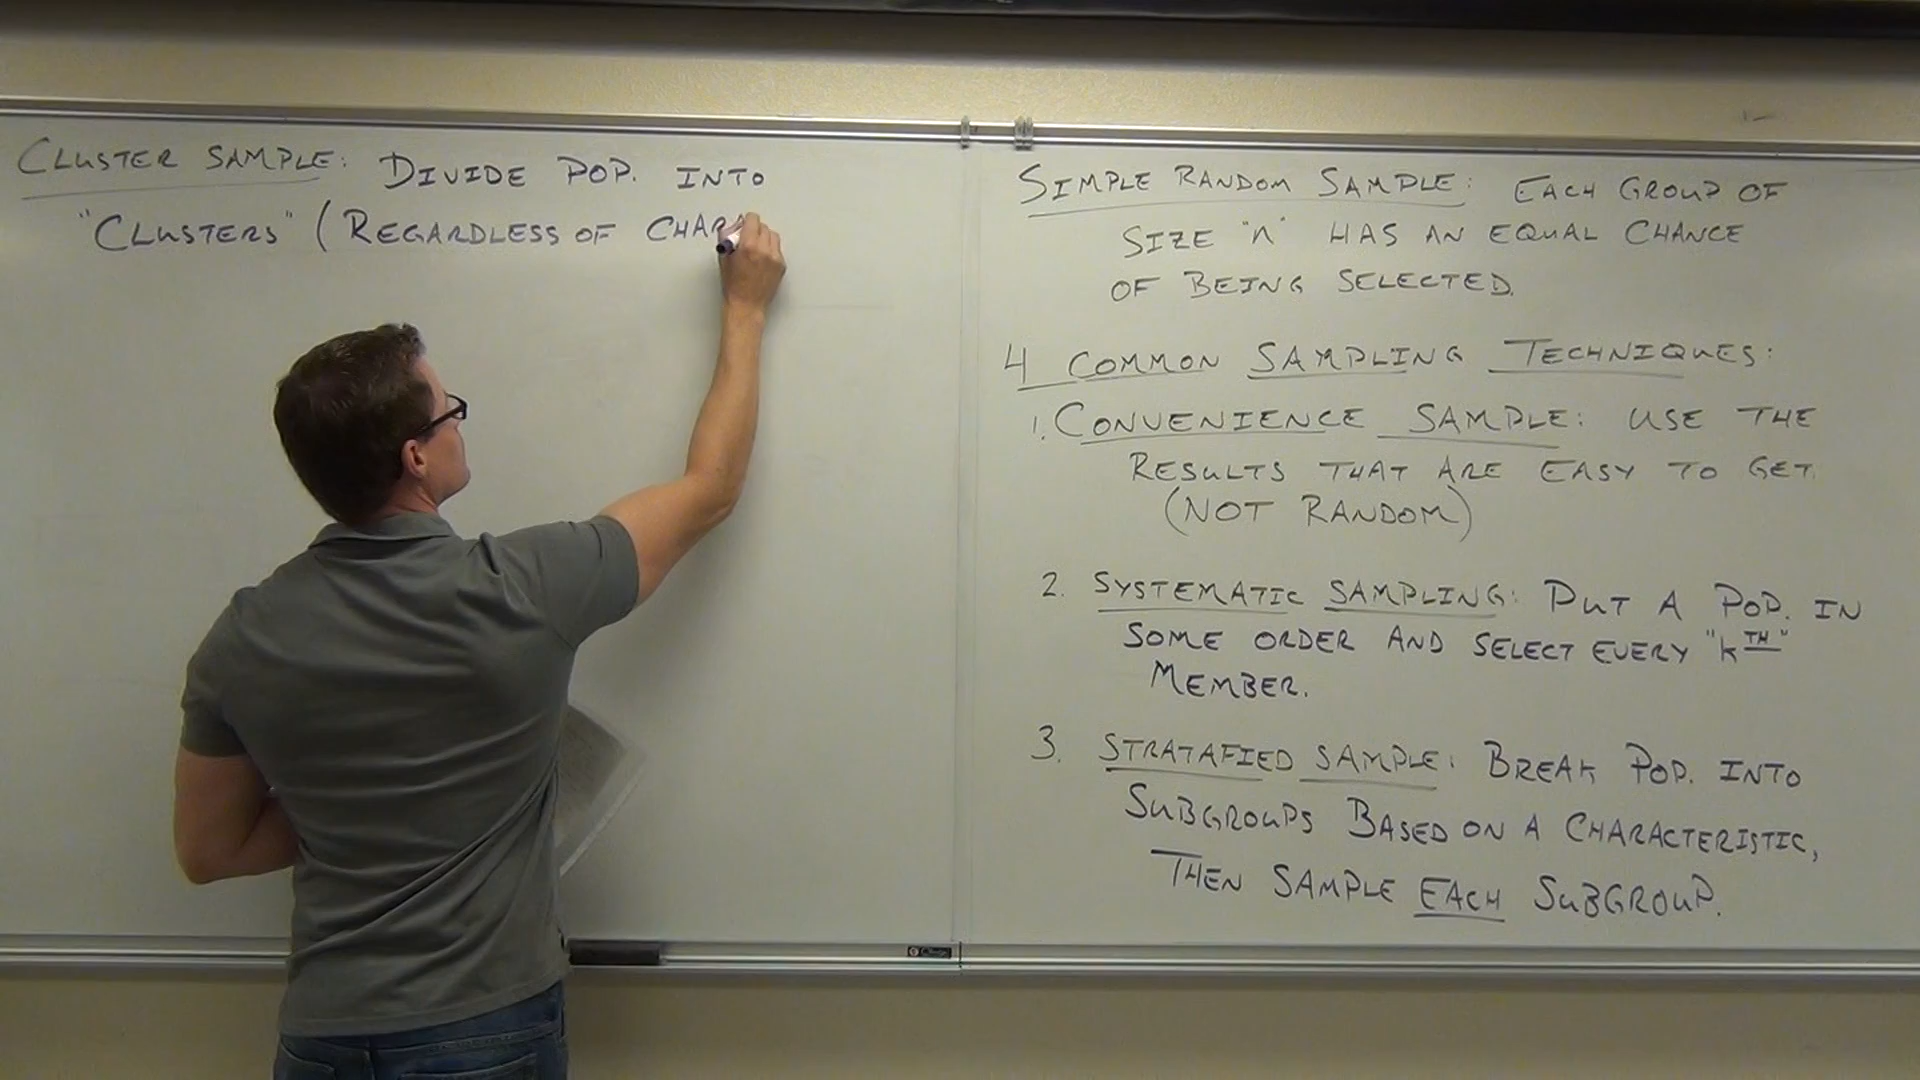 CLUSTER SAMPLE: DIVIDE POP. INTO
"CLUSTERS" (REGARDLESS OF CHARA
SIMPLE RANDOM SAMPLE: EACH GROUP OF
SIZE "n" HAS AN EQUAL CHANCE
OF BEING SELECTED.
4 COMMON SAMPLING TECHNIQUES:
1. CONVENIENCE SAMPLE: USE THE
RESULTS THAT ARE EASY TO GET.
(NOT RANDOM)
2. SYSTEMATIC SAMPLING: PUT A POP. IN
SOME ORDER AND SELECT EVERY "kTH"
MEMBER.
3. STRATAFIED SAMPLE: BREAK POP. INTO
SUBGROUPS BASED ON A CHARACTERISTIC,
THEN SAMPLE EACH SUBGROUP.